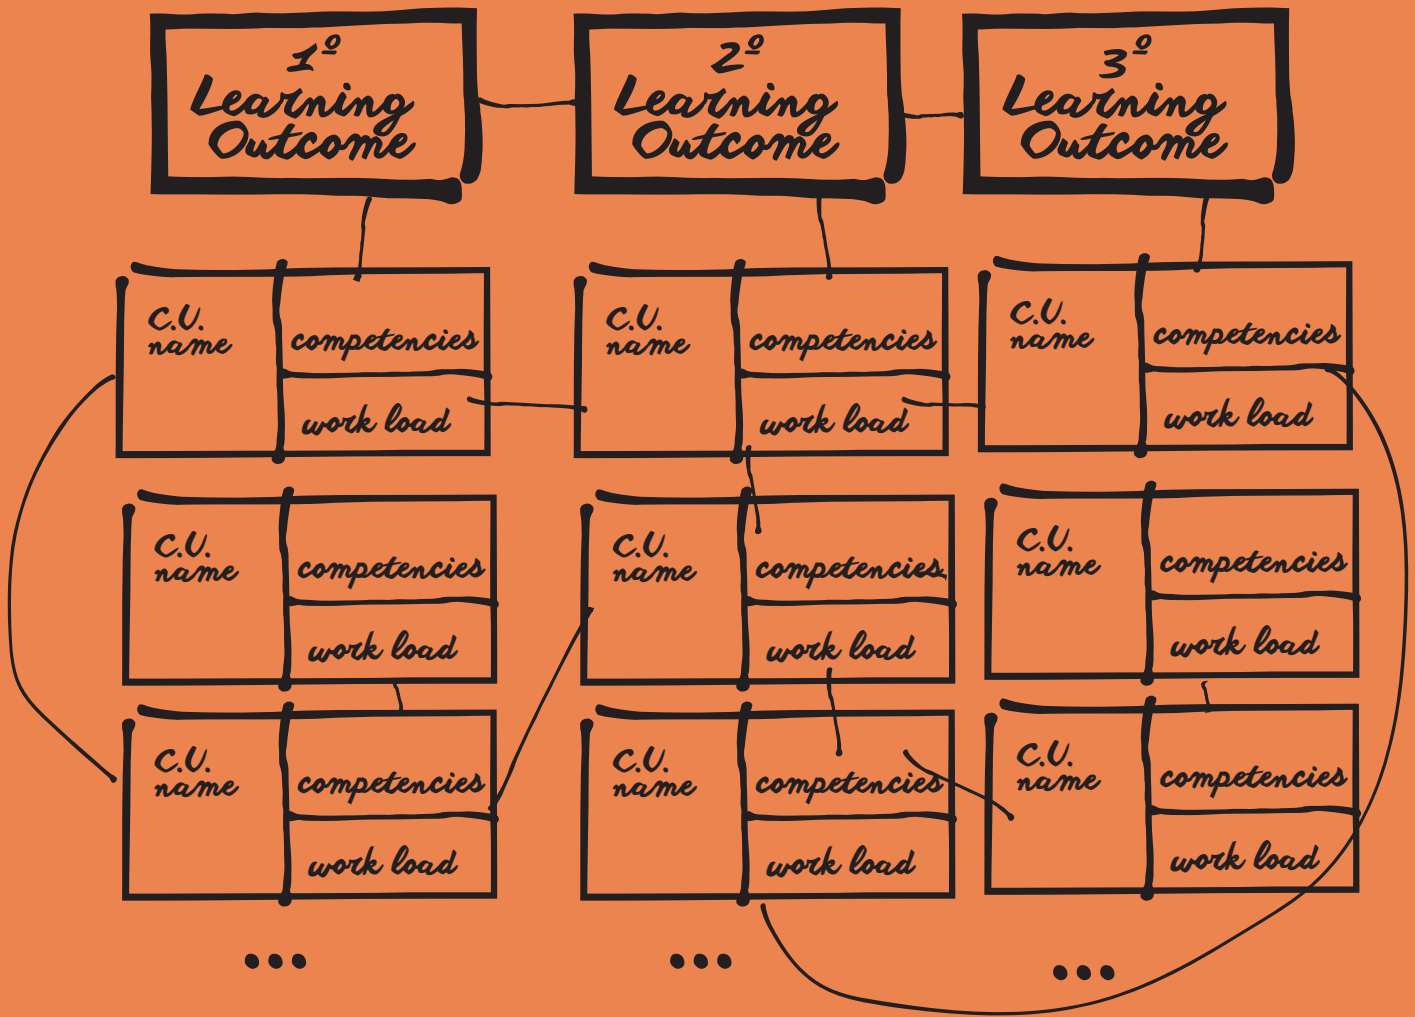 1º
Learning
Outcome
2º
Learning
Outcome
3º
Learning
Outcome
C.U.
name
competencies
work load
C.U.
name
competencies
work load
C.U.
name
competencies
work load
C.U.
name
competencies
work load
C.U.
name
competencies
work load
C.U.
name
competencies
work load
C.U.
name
competencies
work load
C.U.
name
competencies
work load
C.U.
name
competencies
work load
...
...
...